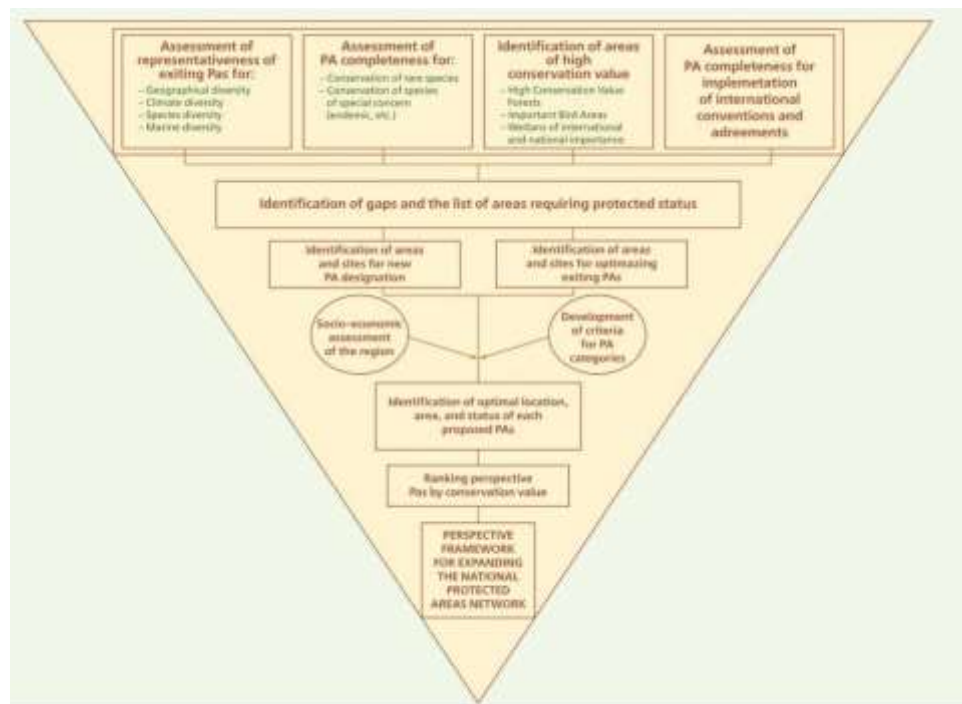 Assessment of
representativeness of
exiting Pas for:
– Geographical diversity
– Climate diversity
– Species diversity
– Marine diversity
Assessment of
PA completeness for:
– Conservation of rare species
– Conservation of species
of special concern
(endemic, etc.)
Identification of areas
of high
conservation value
– High Conservation Value
Forests
– Important Bird Areas
– Wetlans of international
and national importance
Assessment of
PA completeness for
implemetation
of international
conventions and
adreements
Identification of gaps and the list of areas requiring protected status
Identification of areas
and sites for new
PA designation
Identification of areas
and sites for optimazing
exiting PAs
Socio-economic
assessment
of the region
Development
of criteria
for PA
categories
Identification of optimal location,
area, and status of each
proposed PAs
Ranking perspective
Pas by conservation value
PERSPECTIVE
FRAMEWORK
FOR EXPANDING
THE NATIONAL
PROTECTED
AREAS NETWORK